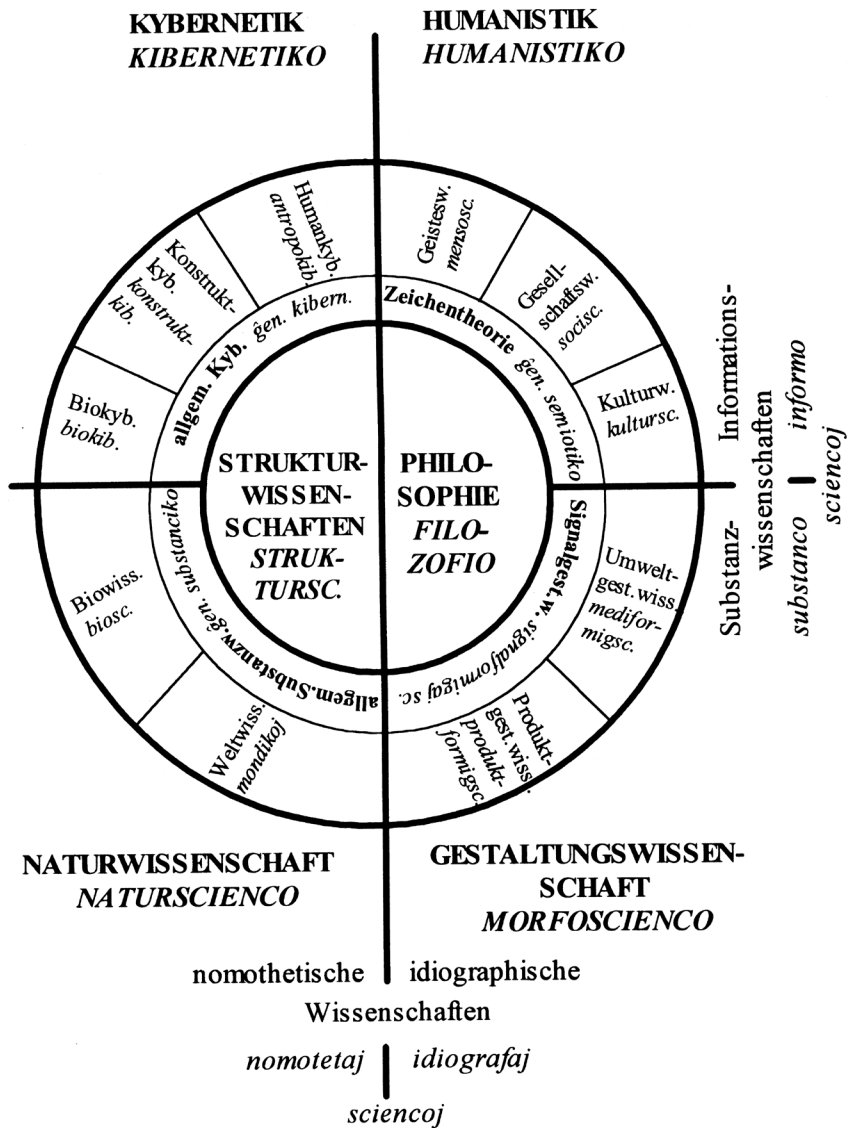 KYBERNETIK
KIBERNETIKO
HUMANISTIK
HUMANISTIKO
Humankyb.
antropokib.
Konstrukt-
kyb.
konstrukt-
kib.
Biokyb.
biokib.
Geistesw.
mensosc.
Gesell-
schaftsw.
socisc.
Kulturw.
kultursc.
allgem. Kyb. ĝen. kibern.
Zeichentheorie ĝen. semiotiko
STRUKTUR-
WISSEN-
SCHAFTEN
STRUK-
TURSC.
PHILO-
SOPHIE
FILO-
ZOFIO
Informations-
Substanz-
wissenschaften
informo
substanco
sciencoj
allgem.Substanzw.ĝen. substanciko
Signalgest.w. signalformigaj sc.
Biowiss.
biosc.
Weltwiss.
mondikoj
Umwelt-
gest.wiss.
medifor-
migsc.
Produkt-
gest.wiss.
produkt-
formigsc.
NATURWISSENSCHAFT
NATURSCIENCO
GESTALTUNGSWISSEN-
SCHAFT
MORFOSCIENCO
nomothetische idiographische
Wissenschaften
nomotetaj idiografaj
sciencoj